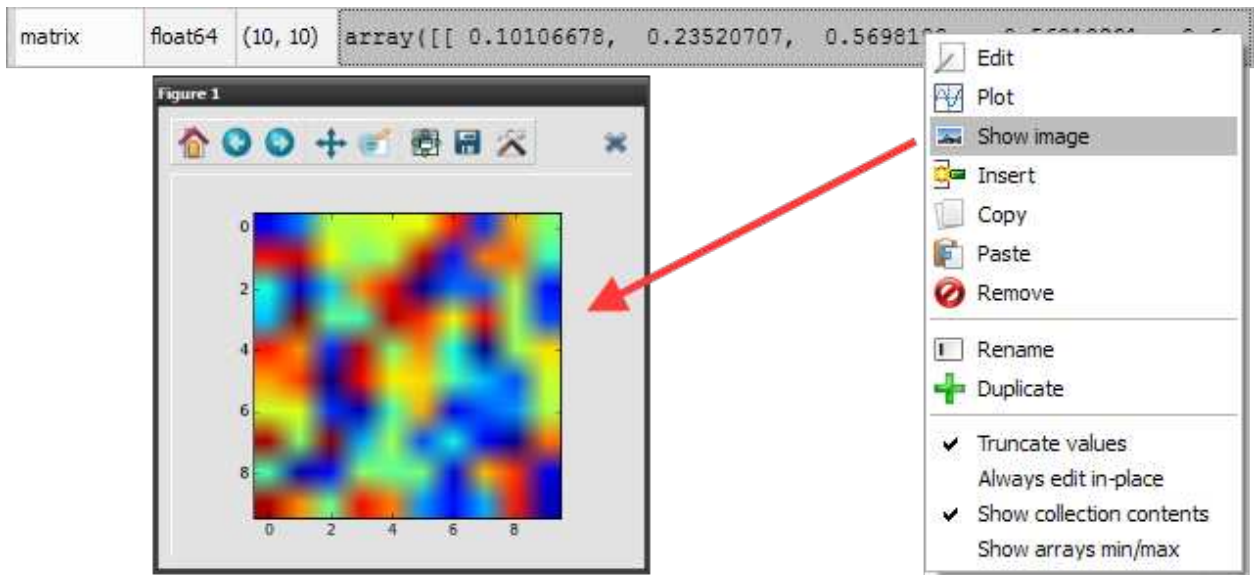 matrix float64 (10, 10) array([[ 0.10106678, 0.23520707, 0.56981
Edit
Plot
Show image
Insert
Copy
Paste
Remove
Rename
Duplicate
Truncate values
Always edit in-place
Show collection contents
Show arrays min/max
Figure 1
0
2
4
6
8
0 2 4 6 8